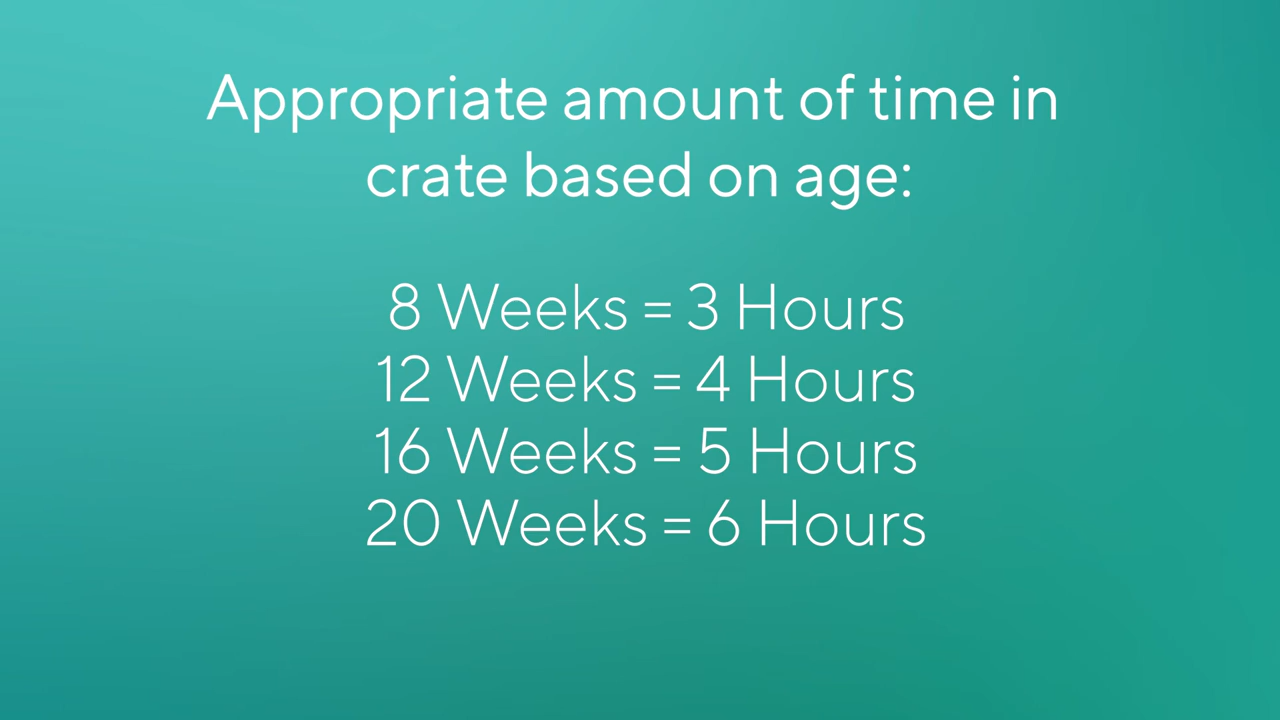 Appropriate amount of time in
crate based on age:
8 Weeks = 3 Hours
12 Weeks = 4 Hours
16 Weeks = 5 Hours
20 Weeks = 6 Hours